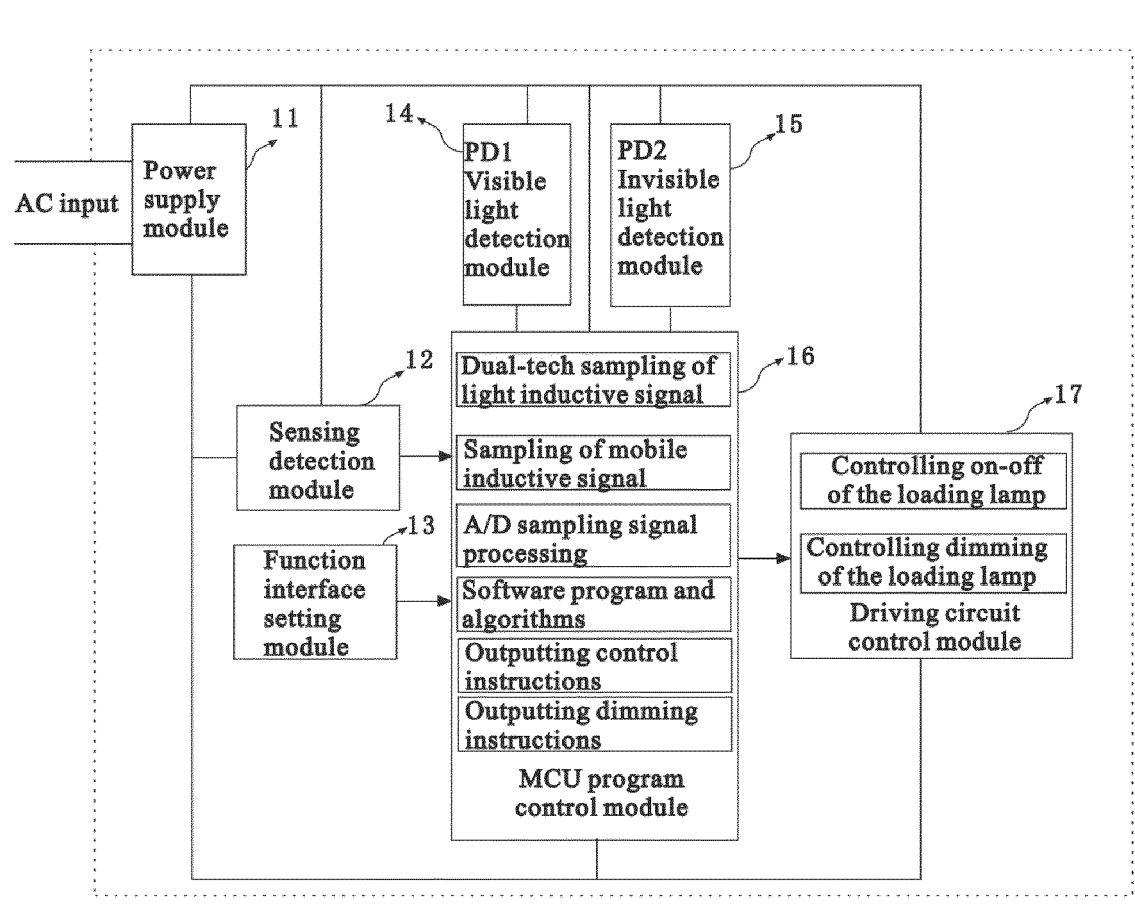 11
AC input
Power
supply
module
14
PD1
Visible
light
detection
module
PD2
Invisible
light
detection
module
15
12
Sensing
detection
module
13
Function
interface
setting
module
16
Dual-tech sampling of
light inductive signal
Sampling of mobile
inductive signal
A/D sampling signal
processing
Software program and
algorithms
Outputting control
instructions
Outputting dimming
instructions
MCU program
control module
17
Controlling on-off
of the loading lamp
Controlling dimming
of the loading lamp
Driving circuit
control module